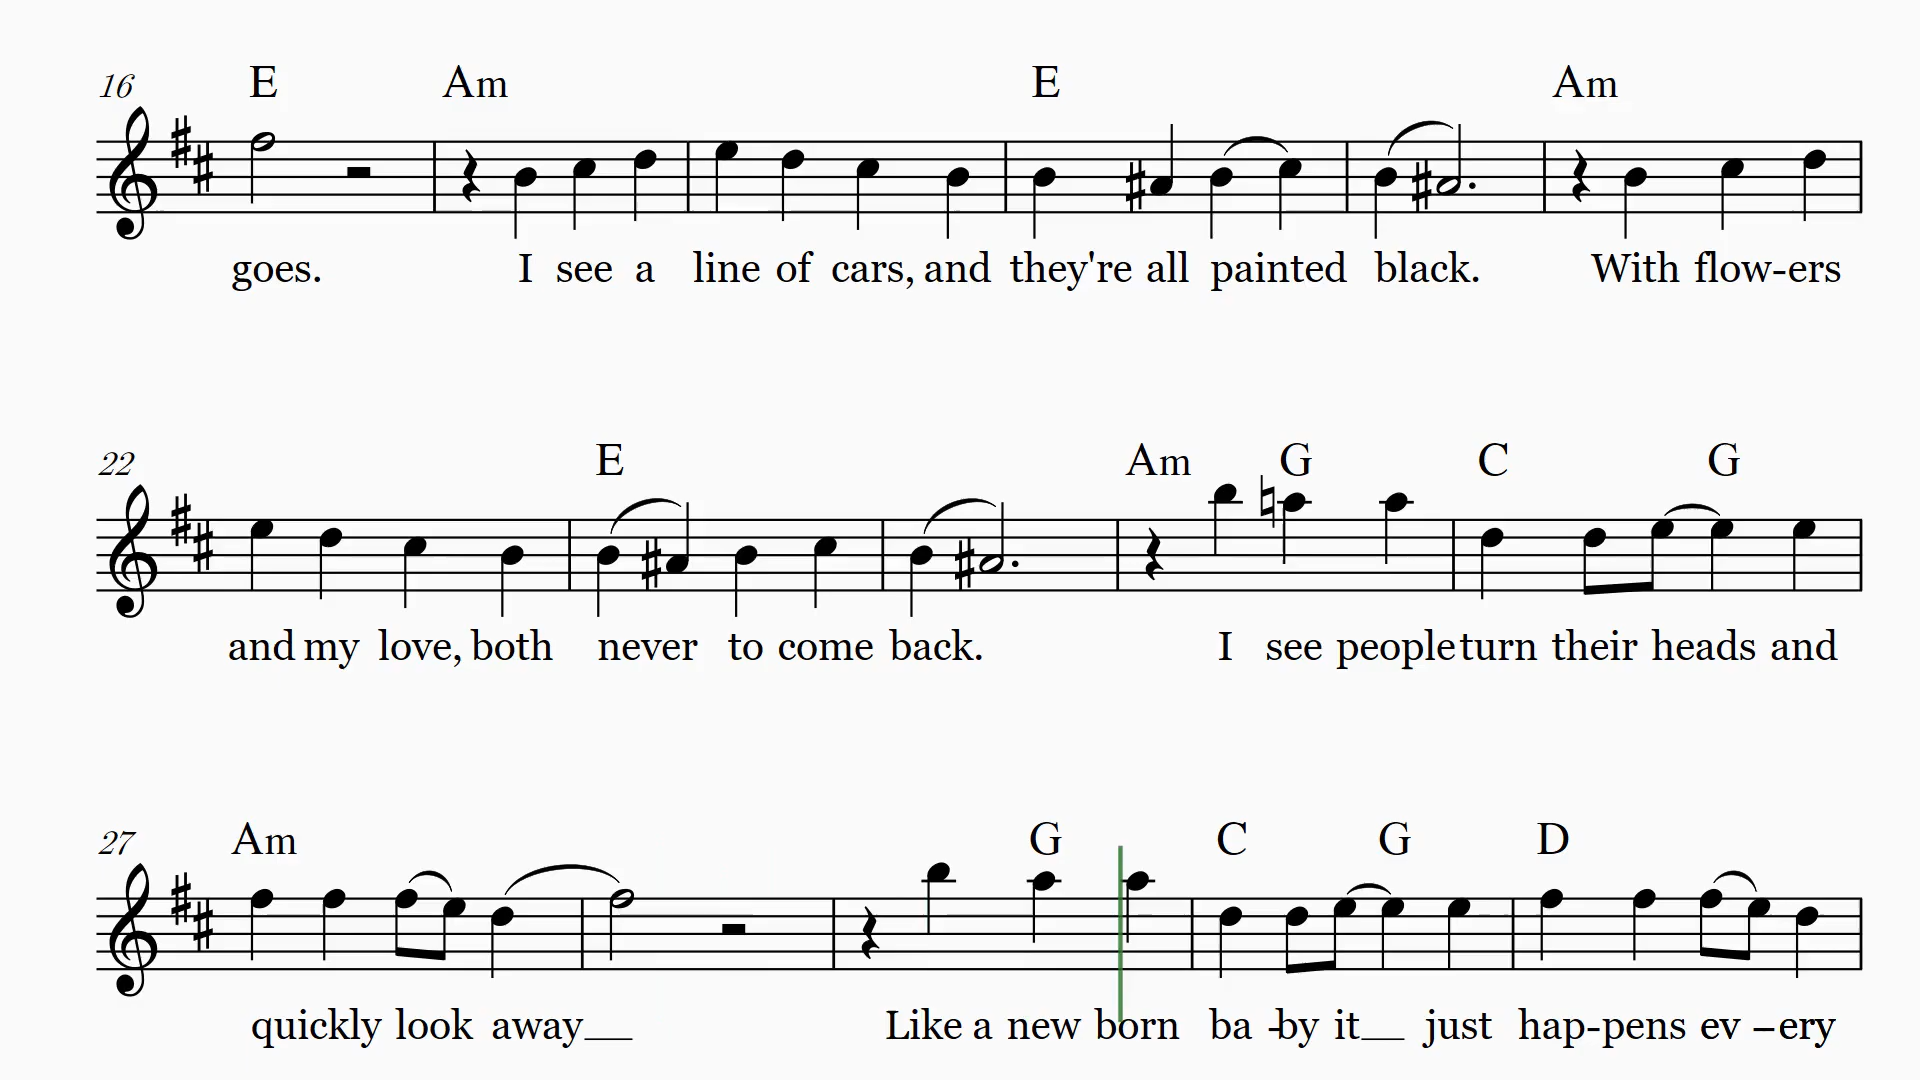 16 E Am E Am
goes. I see a line of cars, and they're all painted black. With flow-ers
22 E Am G C G
and my love, both never to come back. I see people turn their heads and
27 Am G C G D
quickly look away__ Like a new born ba -by it__ just hap-pens ev –ery